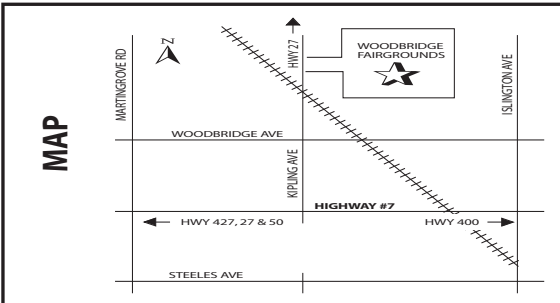 MAP
MARTINGROVE RD
N
HWY 27
WOODBRIDGE
FAIRGROUNDS
ISLINGTON AVE
WOODBRIDGE AVE
KIPLING AVE
HIGHWAY #7
HWY 427, 27 & 50
HWY 400
STEELES AVE